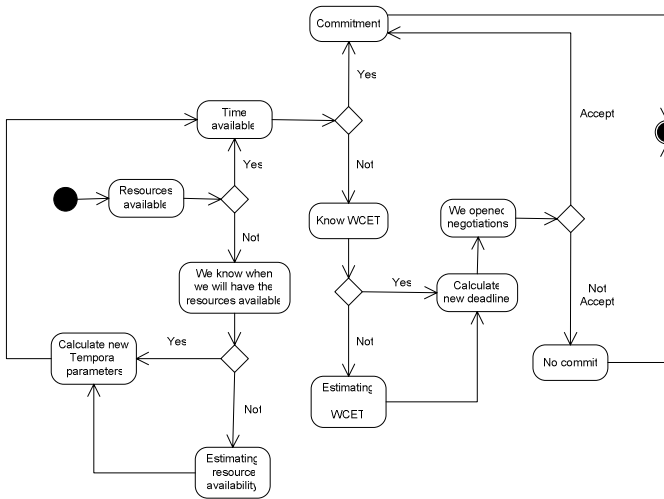 Commitment
Yes
Accept
Time
available
Yes
Not
Resources
available
We opened
negotiations
Know WCET
Not
We know when
we will have the
resources available
Yes
Calculate
new deadline
Not
Accept
Calculate new
Tempora
parameters
Yes
Not
No commit
Not
Estimating
WCET
Estimating
resource
availability